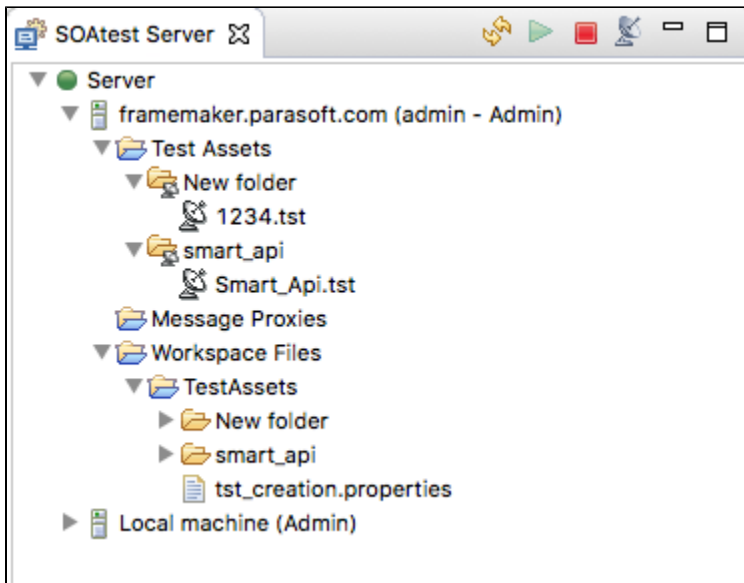 SOAtest Server
Server
framemaker.parasoft.com (admin - Admin)
Test Assets
New folder
1234.tst
smart_api
Smart_Api.tst
Message Proxies
Workspace Files
TestAssets
New folder
smart_api
tst_creation.properties
Local machine (Admin)